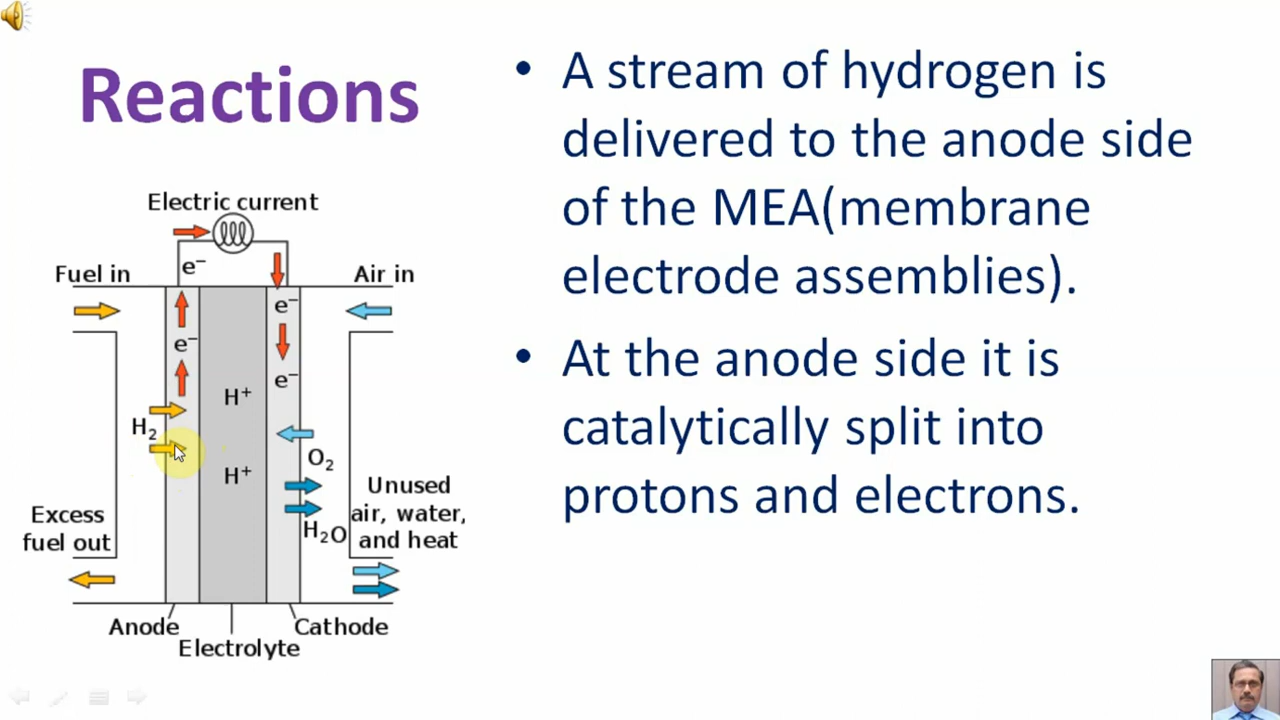 Reactions
Electric current
e⁻
Fuel in
Air in
e⁻
e⁻
e⁻
H⁺
H₂
O₂
H⁺
Unused
air, water,
and heat
Excess
fuel out
H₂O
Anode
Cathode
Electrolyte
• A stream of hydrogen is
delivered to the anode side
of the MEA(membrane
electrode assemblies).
• At the anode side it is
catalytically split into
protons and electrons.